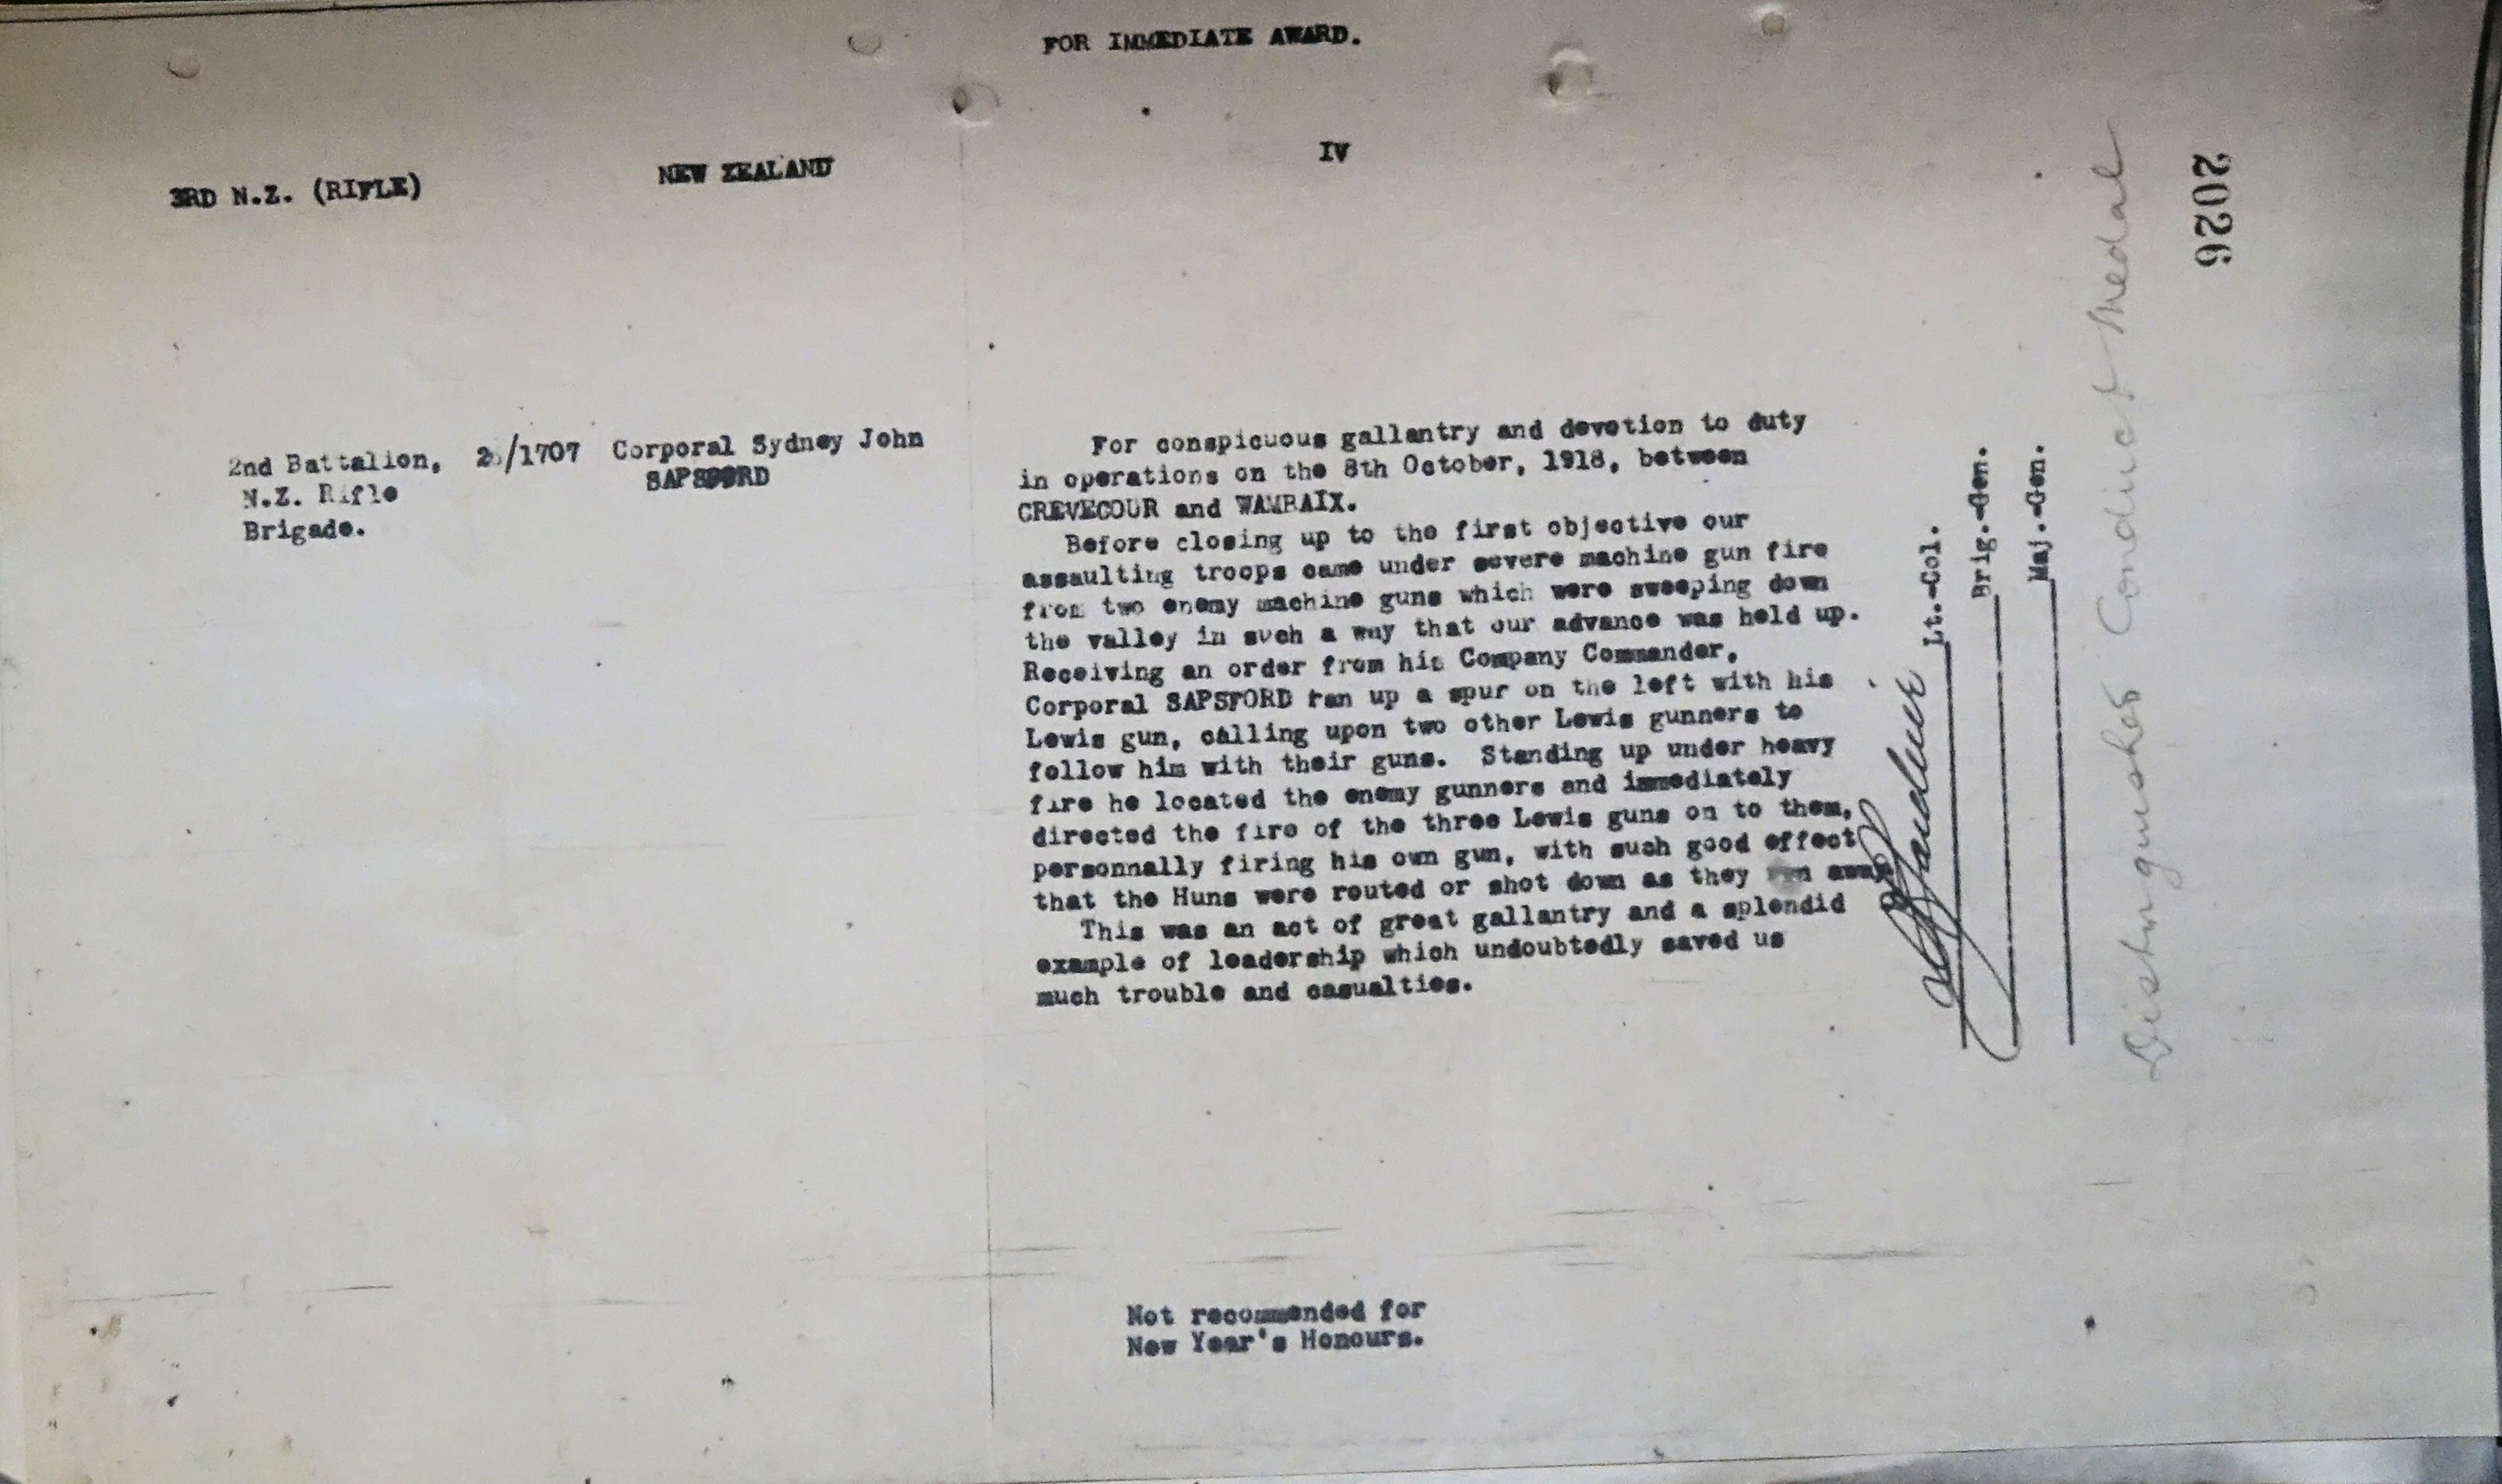 FOR IMMEDIATE AWARD.
3RD N.Z. (RIFLE)
NEW ZEALAND
IV
2026
2nd Battalion,
N.Z. Rifle
Brigade.
/1707 Corporal Sydney John
SAPSFORD
For conspicuous gallantry and devotion to duty
in operations on the 8th October, 1918, between
CREVECOUR and WAMBAIX.
Before closing up to the first objective our
assaulting troops came under severe machine gun fire
from two enemy machine guns which were sweeping down
the valley in such a way that our advance was held up.
Receiving an order from his Company Commander,
Corporal SAPSFORD ran up a spur on the left with his
Lewis gun, calling upon two other Lewis gunners to
follow him with their guns. Standing up under heavy
fire he located the enemy gunners and immediately
directed the fire of the three Lewis guns on to them,
personnally firing his own gun, with such good effect
that the Huns were routed or shot down as they ran away
This was an act of great gallantry and a splendid
example of leadership which undoubtedly saved us
much trouble and casualties.
Lt.-Col.
Brig.-Gen.
Maj.-Gen.
Distinguished Conduct Medal
Not recommended for
New Year's Honours.